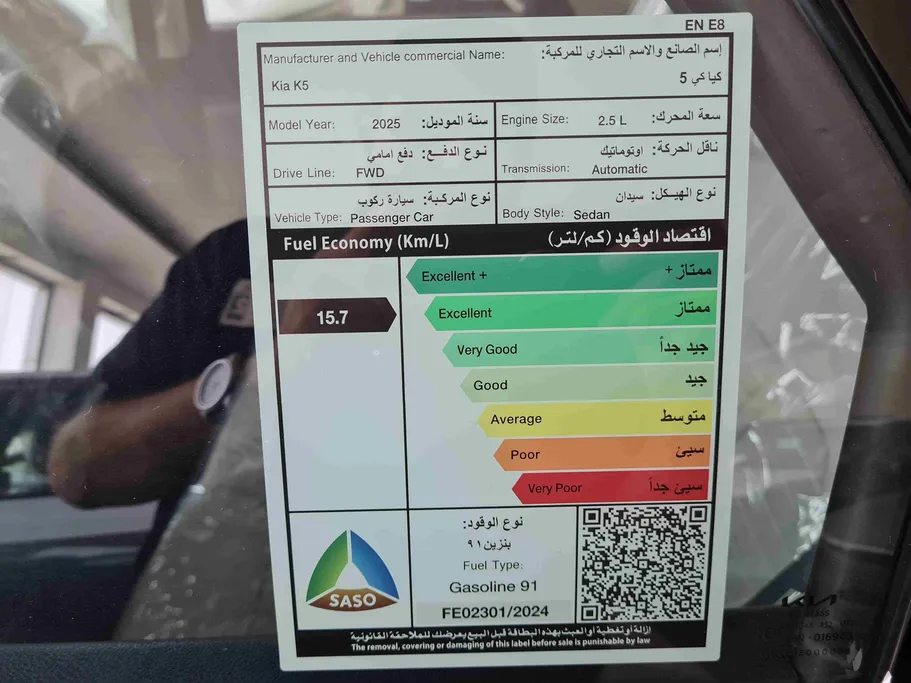 EN E8
Manufacturer and Vehicle commercial Name: إسم الصانع والاسم التجاري للمركبة:
Kia K5 كيا كي 5
Model Year: 2025 سنة الموديل:
Engine Size: 2.5 L سعة المحرك:
نوع الدفـع: دفع امامي
Drive Line: FWD
ناقل الحركة: اوتوماتيك
Transmission: Automatic
نوع المركبة: سيارة ركوب
Vehicle Type: Passenger Car
نوع الهيكل: سيدان
Body Style: Sedan
Fuel Economy (Km/L) اقتصاد الوقود (كم/لتر)
15.7
Excellent + ممتاز +
Excellent ممتاز
Very Good جيد جداً
Good جيد
Average متوسط
Poor سيئ
Very Poor سيئ جداً
SASO
نوع الوقود:
بنزين ٩١
Fuel Type:
Gasoline 91
FE02301/2024
إزالة أو تغطية أو العبث بهذه البطاقة قبل البيع يعرضك للملاحقة القانونية
The removal, covering or damaging of this label before sale is punishable by law
KIA